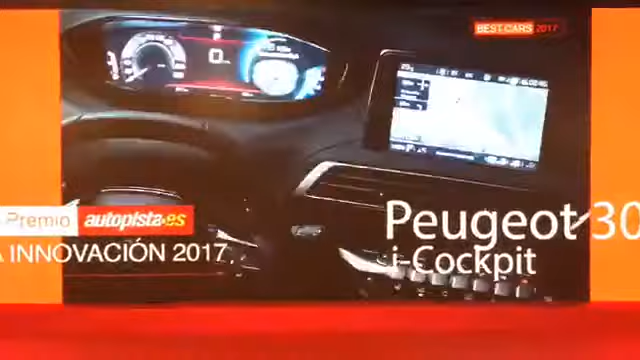 BEST CARS 2017
Premio autopista.es
A INNOVACIÓN 2017
Peugeot 30
i-Cockpit